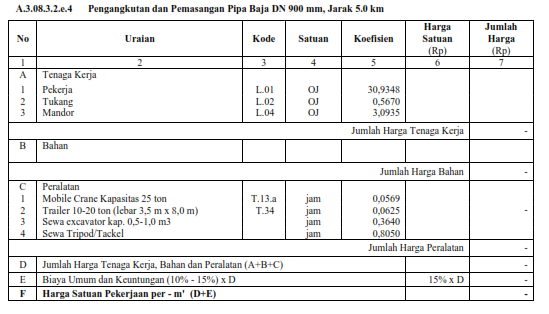 A.3.08.3.2.e.4 Pengangkutan dan Pemasangan Pipa Baja DN 900 mm, Jarak 5.0 km
No Uraian Kode Satuan Koefisien Harga Satuan (Rp) Jumlah Harga (Rp)
1 2 3 4 5 6 7
A Tenaga Kerja
1 Pekerja L.01 OJ 30,9348
2 Tukang L.02 OJ 0,5670
3 Mandor L.04 OJ 3,0935
Jumlah Harga Tenaga Kerja -
B Bahan
Jumlah Harga Bahan -
C Peralatan
1 Mobile Crane Kapasitas 25 ton T.13.a jam 0,0569
2 Trailer 10-20 ton (lebar 3,5 m x 8,0 m) T.34 jam 0,0625 -
3 Sewa excavator kap. 0,5-1,0 m3 jam 0,3640
4 Sewa Tripod/Tackel jam 0,8050
Jumlah Harga Peralatan -
D Jumlah Harga Tenaga Kerja, Bahan dan Peralatan (A+B+C) -
E Biaya Umum dan Keuntungan (10% - 15%) x D 15% x D -
F Harga Satuan Pekerjaan per - m' (D+E) -